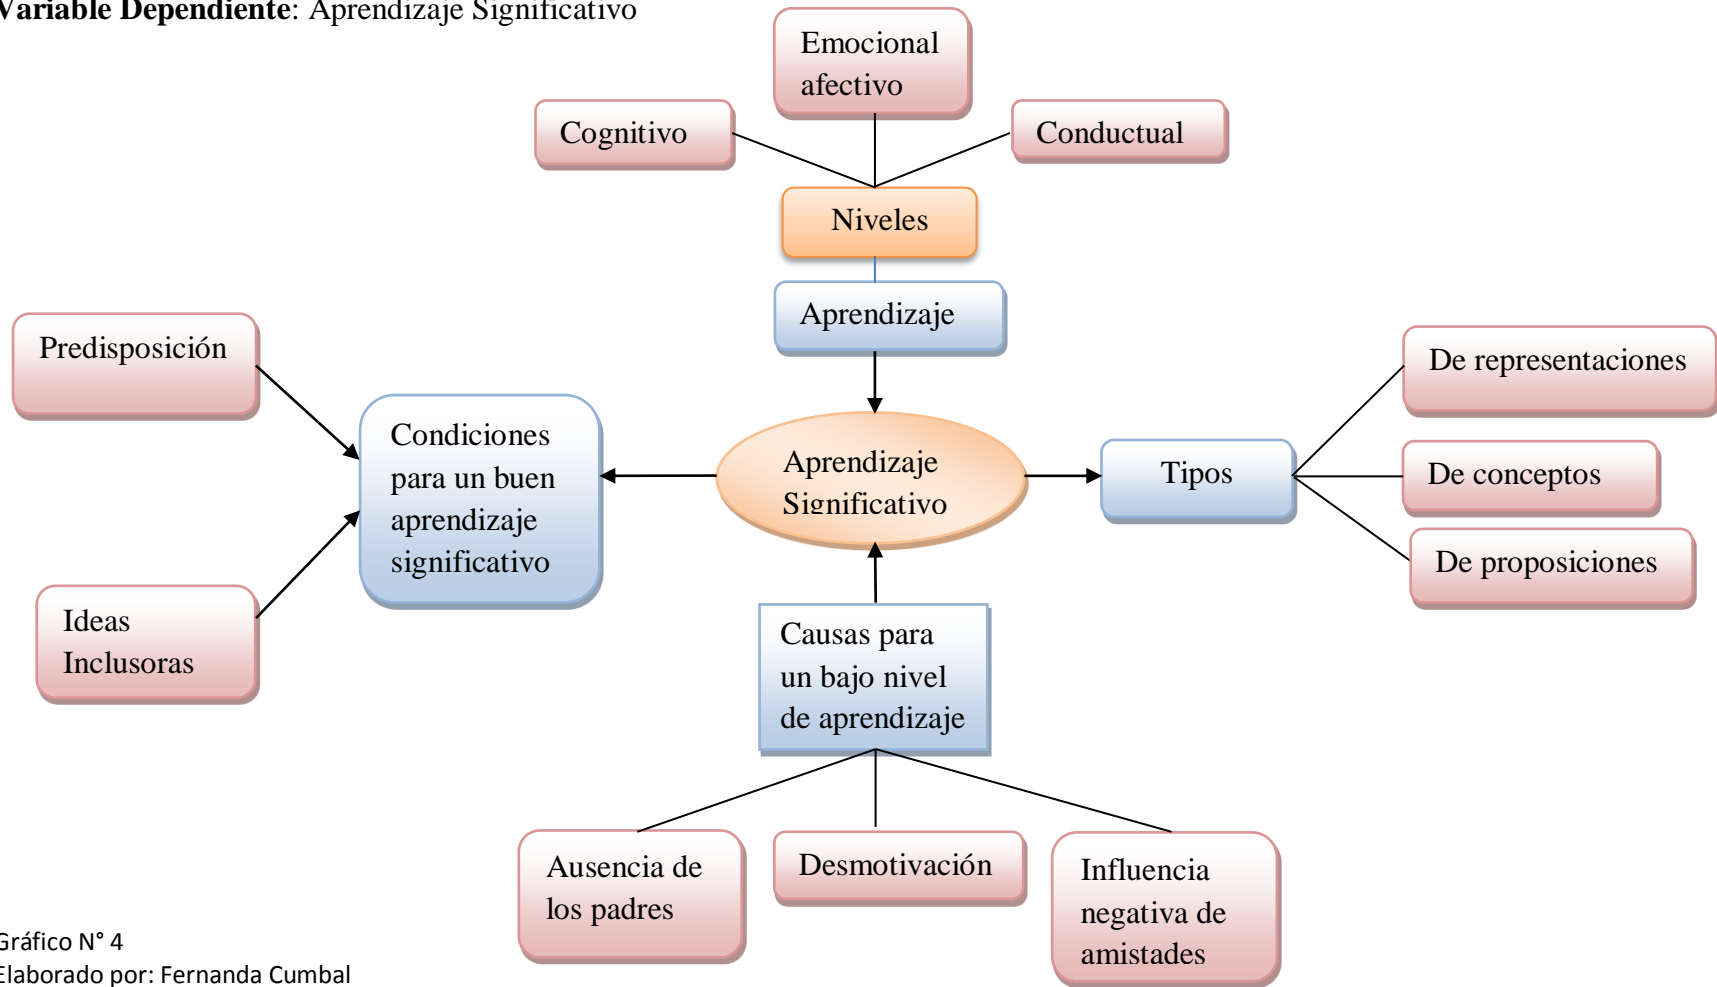 Variable Dependiente: Aprendizaje Significativo
Emocional
afectivo
Cognitivo
Conductual
Niveles
Aprendizaje
Predisposición
Condiciones
para un buen
aprendizaje
significativo
Ideas
Inclusoras
Aprendizaje
Significativo
Tipos
De representaciones
De conceptos
De proposiciones
Causas para
un bajo nivel
de aprendizaje
Ausencia de
los padres
Desmotivación
Influencia
negativa de
amistades
Gráfico N° 4
Elaborado por: Fernanda Cumbal